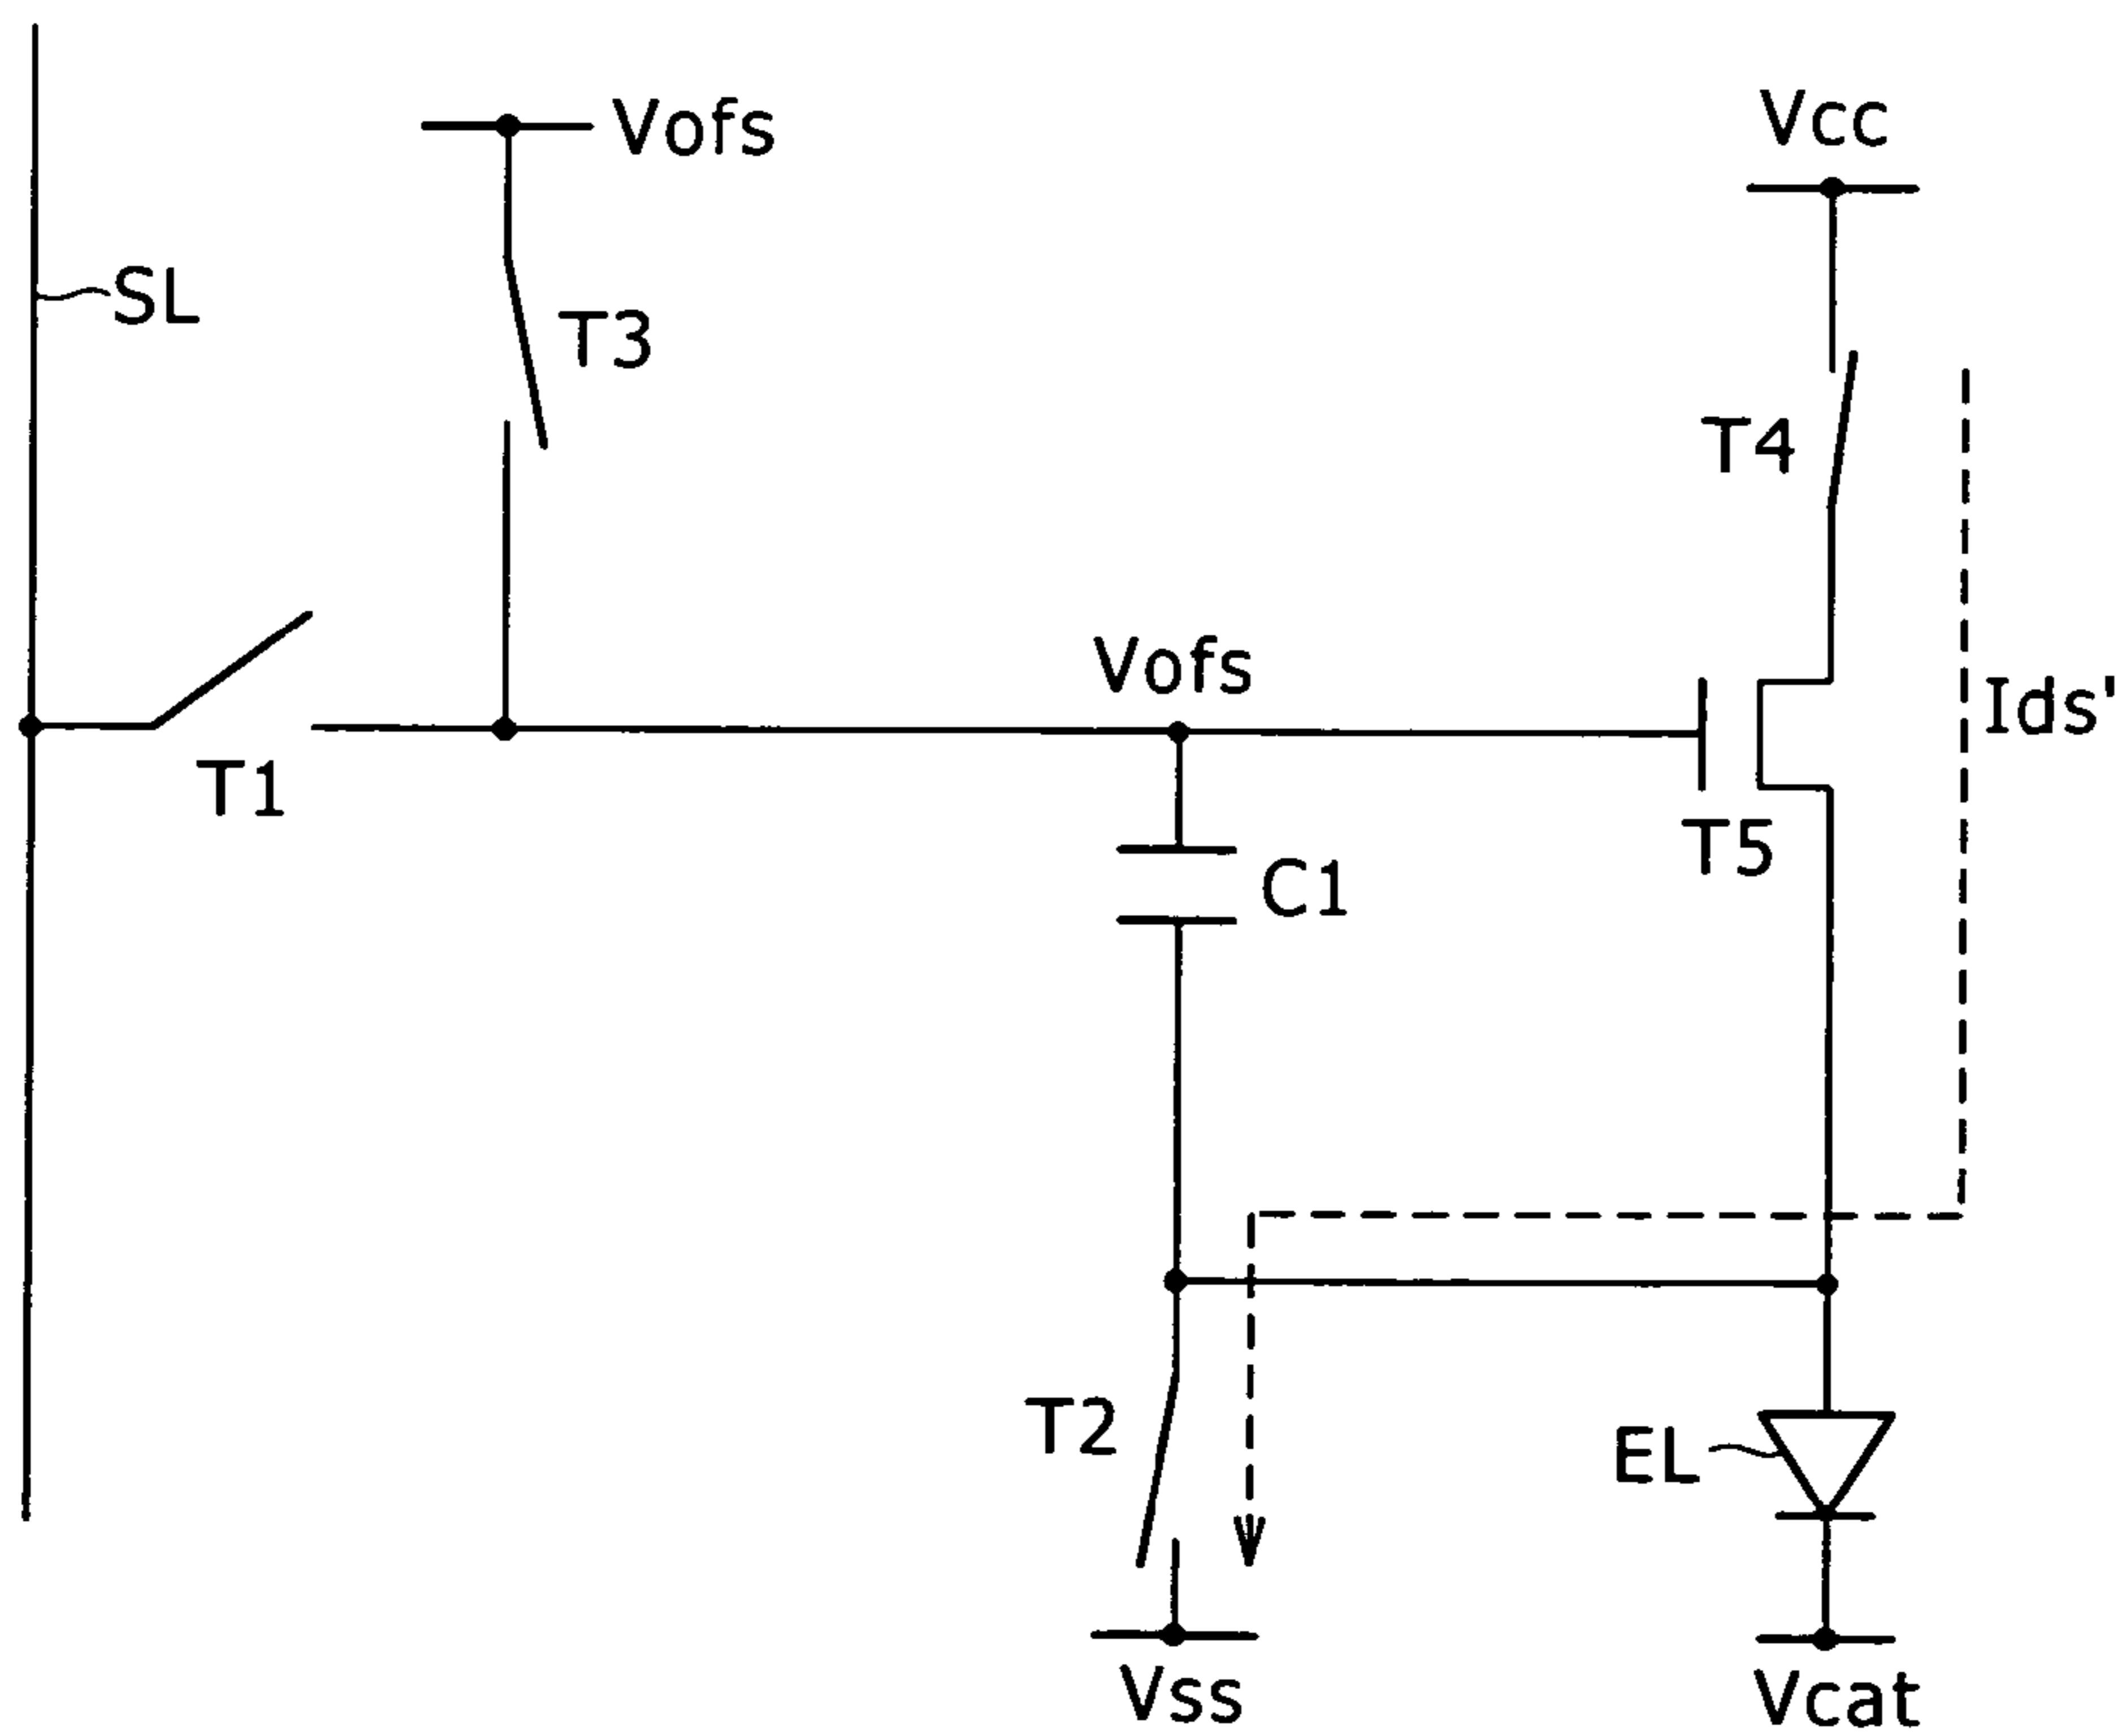 Vofs
Vcc
SL
T3
T4
Vofs
Ids'
T1
T5
C1
T2
EL
Vss
Vcat